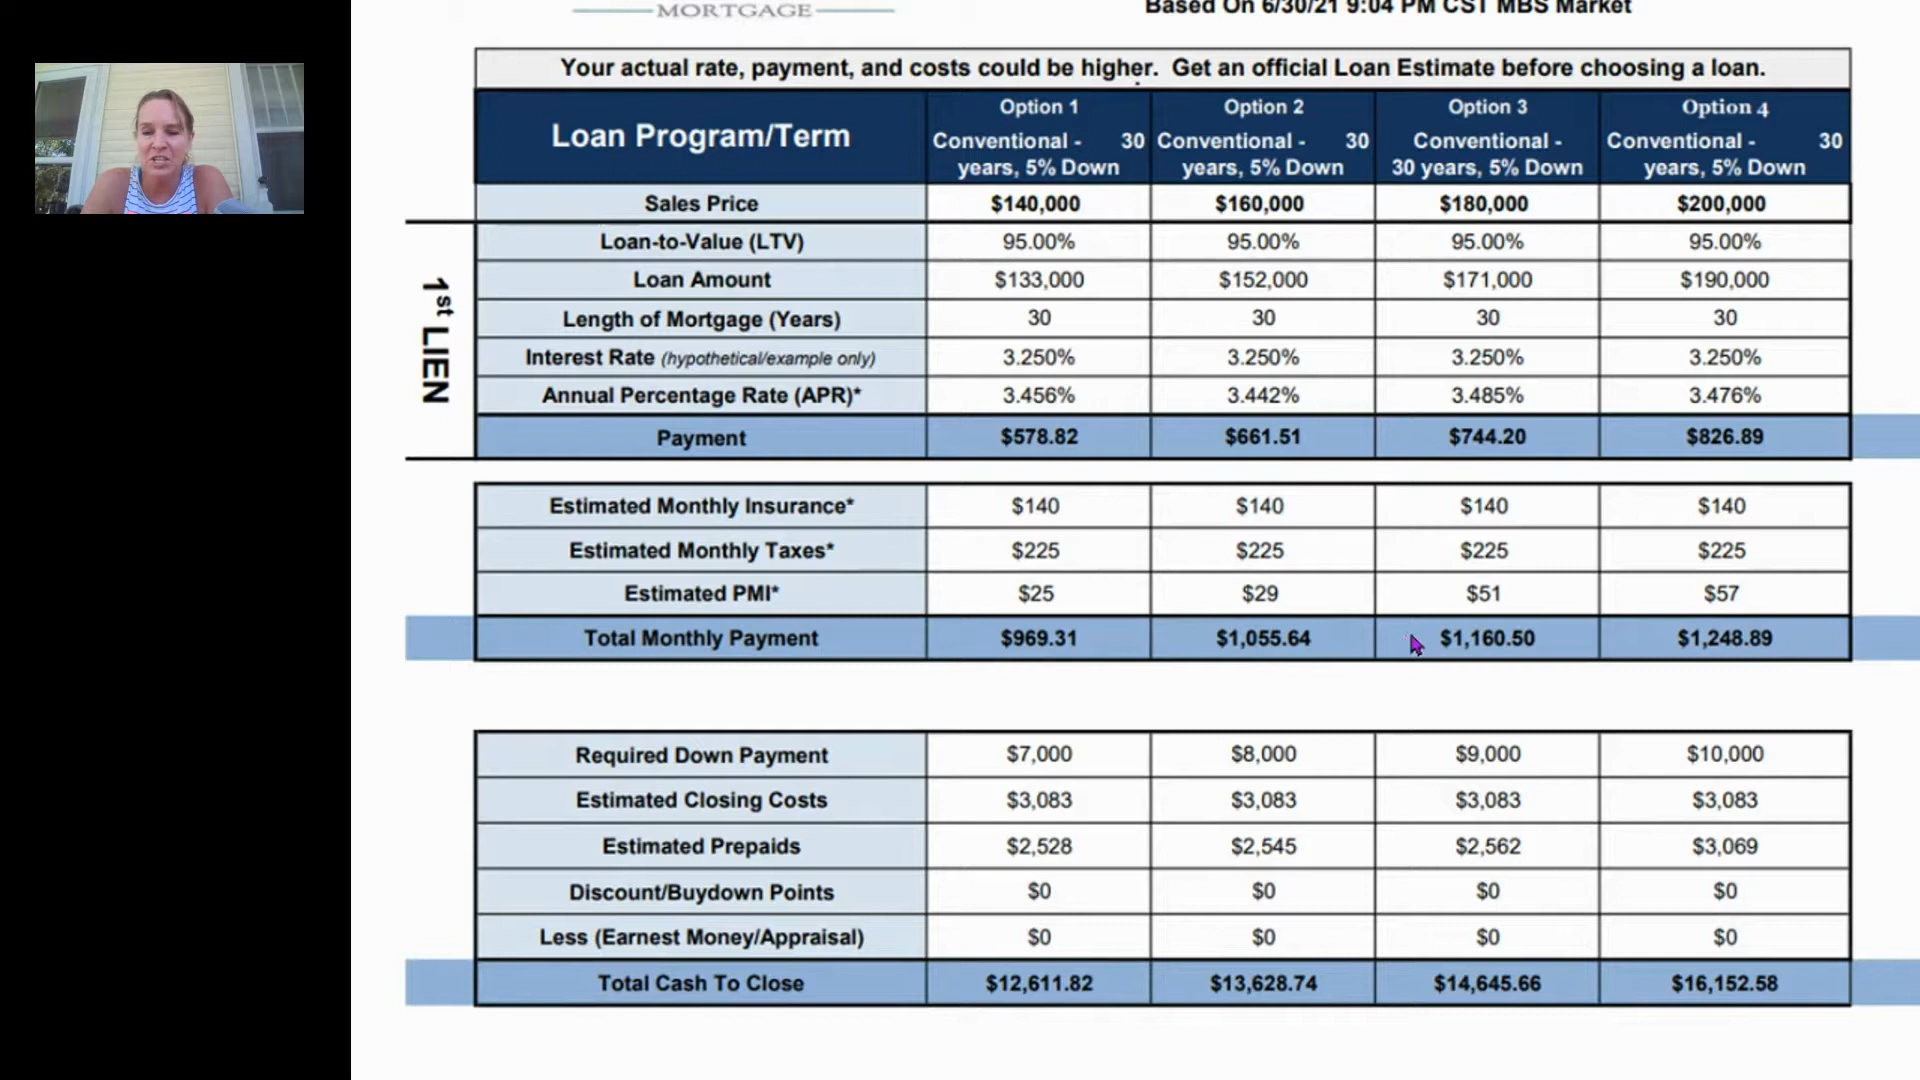 MORTGAGE
Based On 6/30/21 9:04 PM CST MBS Market
Your actual rate, payment, and costs could be higher. Get an official Loan Estimate before choosing a loan.
Loan Program/Term
Option 1 Option 2 Option 3 Option 4
Conventional - 30 Conventional - 30 Conventional - Conventional - 30
years, 5% Down years, 5% Down 30 years, 5% Down years, 5% Down
Sales Price $140,000 $160,000 $180,000 $200,000
1st LIEN
Loan-to-Value (LTV) 95.00% 95.00% 95.00% 95.00%
Loan Amount $133,000 $152,000 $171,000 $190,000
Length of Mortgage (Years) 30 30 30 30
Interest Rate (hypothetical/example only) 3.250% 3.250% 3.250% 3.250%
Annual Percentage Rate (APR)* 3.456% 3.442% 3.485% 3.476%
Payment $578.82 $661.51 $744.20 $826.89
Estimated Monthly Insurance* $140 $140 $140 $140
Estimated Monthly Taxes* $225 $225 $225 $225
Estimated PMI* $25 $29 $51 $57
Total Monthly Payment $969.31 $1,055.64 $1,160.50 $1,248.89
Required Down Payment $7,000 $8,000 $9,000 $10,000
Estimated Closing Costs $3,083 $3,083 $3,083 $3,083
Estimated Prepaids $2,528 $2,545 $2,562 $3,069
Discount/Buydown Points $0 $0 $0 $0
Less (Earnest Money/Appraisal) $0 $0 $0 $0
Total Cash To Close $12,611.82 $13,628.74 $14,645.66 $16,152.58